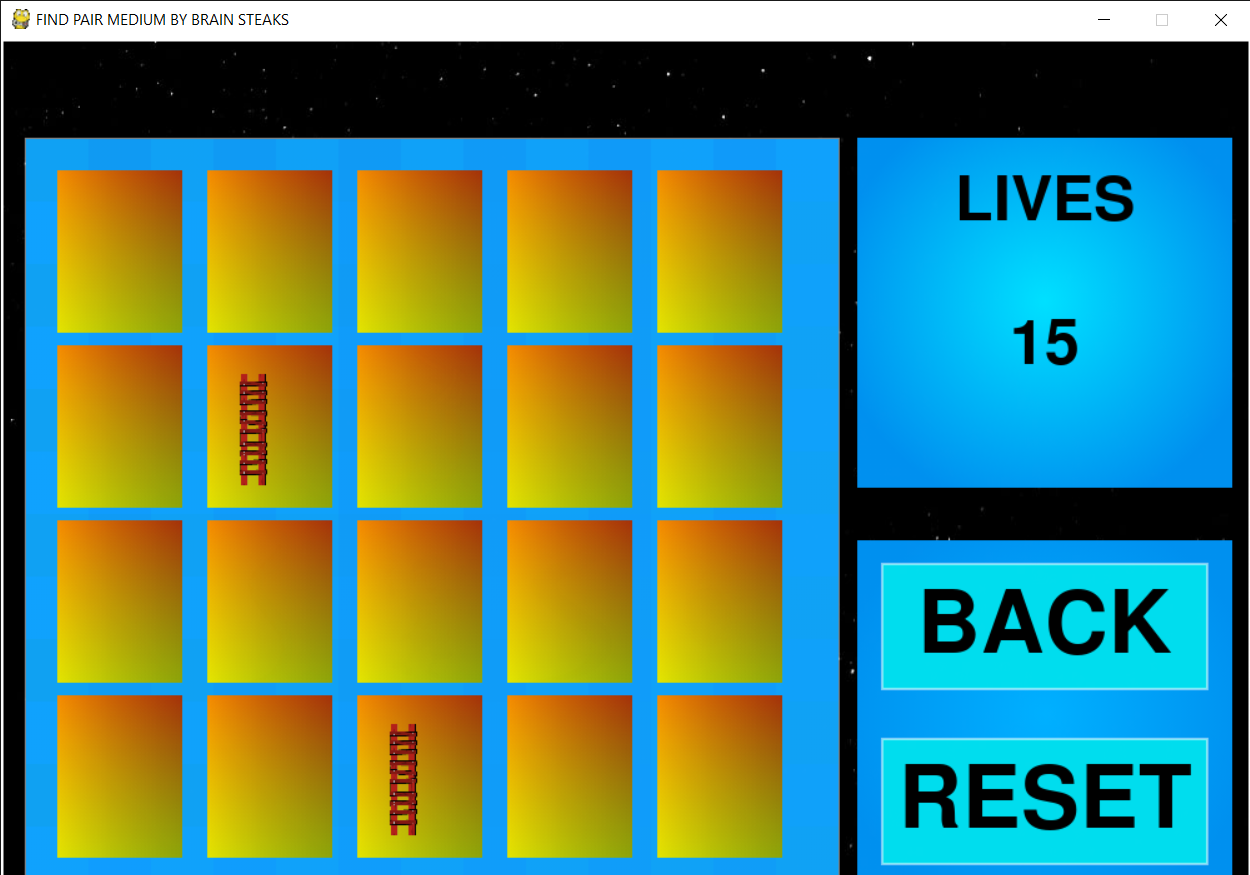 FIND PAIR MEDIUM BY BRAIN STEAKS
LIVES
15
BACK
RESET